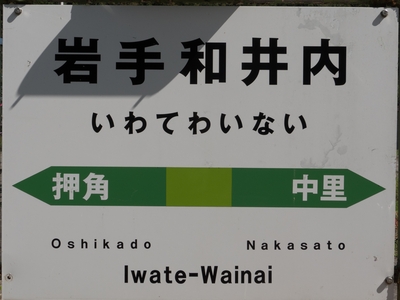 岩手和井内
いわてわいない
押角 中里
Oshikado Nakasato
Iwate-Wainai